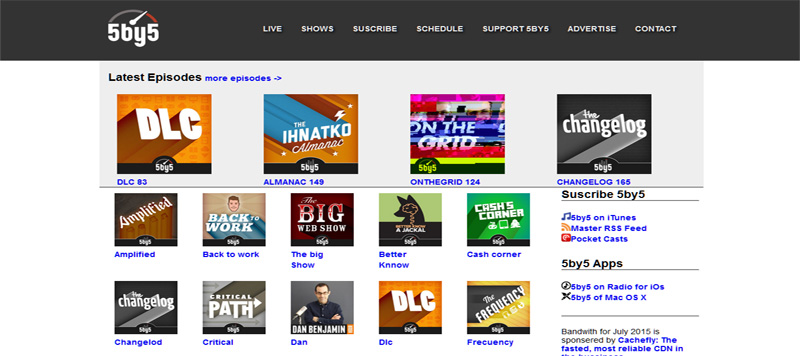 5by5
LIVE SHOWS SUSCRIBE SCHEDULE SUPPORT 5BY5 ADVERTISE CONTACT
Latest Episodes more episodes ->
DLC
5by5
THE
IHNATKO
Almanac
5by5
ON THE
GRID
5by5
the
changelog
5by5
DLC 83
ALMANAC 149
ONTHEGRID 124
CHANGELOG 165
Amplified
5by5
BACK TO
WORK
5by5
The
BIG
WEB SHOW
5by5
BETTER KNOW
A JACKAL
5by5
CASH'S
CORNER
5by5
Amplified
Back to work
The big
Show
Better
Knnow
Cash corner
the
changelog
5by5
CRITICAL
PATH
5by5
DAN BENJAMIN
DLC
5by5
The
FREQUENCY
5by5
Changelod
Critical
Dan
Dlc
Frecuency
Suscribe 5by5
5by5 on iTunes
Master RSS Feed
Pocket Casts
5by5 Apps
5by5 on Radio for iOs
5by5 of Mac OS X
Bandwith for July 2015 is
sponsered by Cachefly: The
fasted, most reliable CDN in